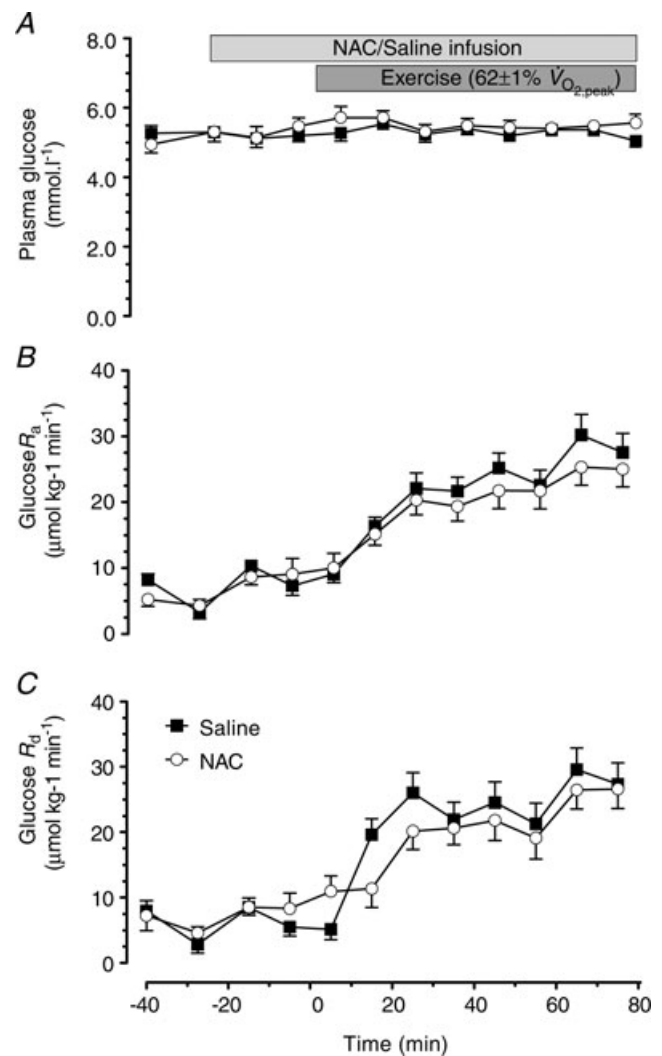 A
8.0
NAC/Saline infusion
Exercise (62±1% V̇O2,peak)
6.0
4.0
2.0
0.0
Plasma glucose
(mmol.l-1)
B
40
30
20
10
0
Glucose Ra
(µmol kg-1 min-1)
C
40
Saline
NAC
30
20
10
0
Glucose Rd
(µmol kg-1 min-1)
-40 -20 0 20 40 60 80
Time (min)